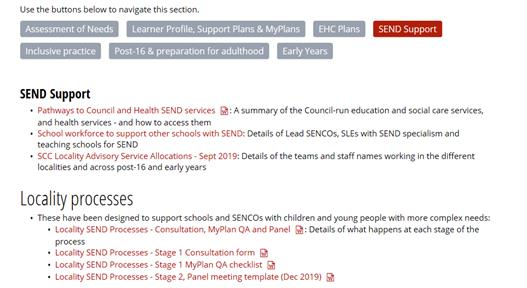 Use the buttons below to navigate this section.
Assessment of Needs
Learner Profile, Support Plans & MyPlans
EHC Plans
SEND Support
Inclusive practice
Post-16 & preparation for adulthood
Early Years
SEND Support
• Pathways to Council and Health SEND services : A summary of the Council-run education and social care services,
and health services - and how to access them
• School workforce to support other schools with SEND: Details of Lead SENCOs, SLEs with SEND specialism and
teaching schools for SEND
• SCC Locality Advisory Service Allocations - Sept 2019: Details of the teams and staff names working in the different
localities and across post-16 and early years
Locality processes
• These have been designed to support schools and SENCOs with children and young people with more complex needs:
• Locality SEND Processes - Consultation, MyPlan QA and Panel : Details of what happens at each stage of the
process
• Locality SEND Processes - Stage 1 Consultation form
• Locality SEND Processes - Stage 1 MyPlan QA checklist
• Locality SEND Processes - Stage 2, Panel meeting template (Dec 2019)